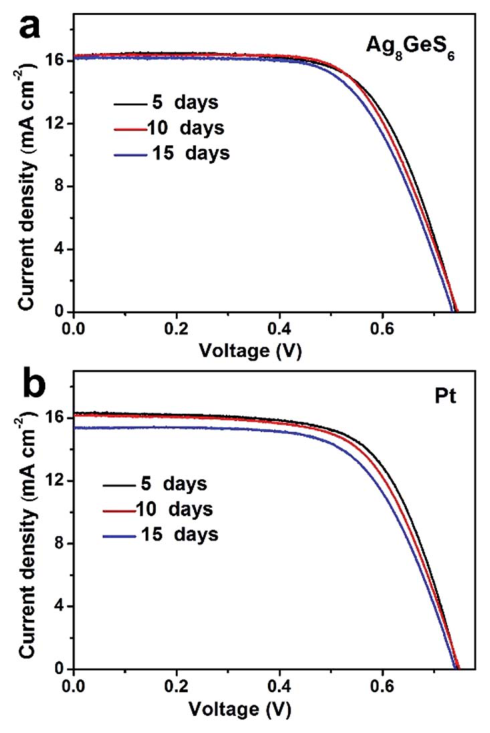 a
Ag8GeS6
5 days
10 days
15 days
16
12
8
4
0
Current density (mA cm-2)
0.0 0.2 0.4 0.6
Voltage (V)
b
Pt
5 days
10 days
15 days
16
12
8
4
0
Current density (mA cm-2)
0.0 0.2 0.4 0.6
Voltage (V)